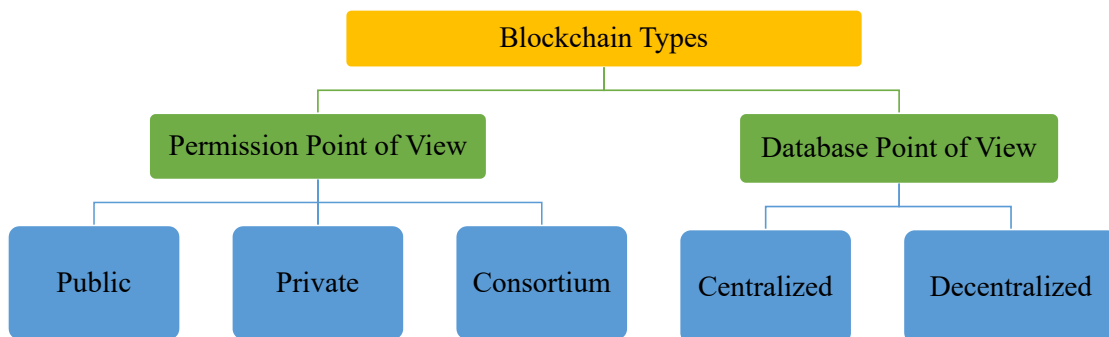 Blockchain Types
Permission Point of View
Database Point of View
Public
Private
Consortium
Centralized
Decentralized